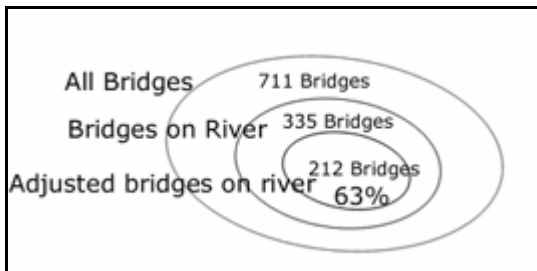 All Bridges 711 Bridges
Bridges on River 335 Bridges
Adjusted bridges on river 212 Bridges
63%